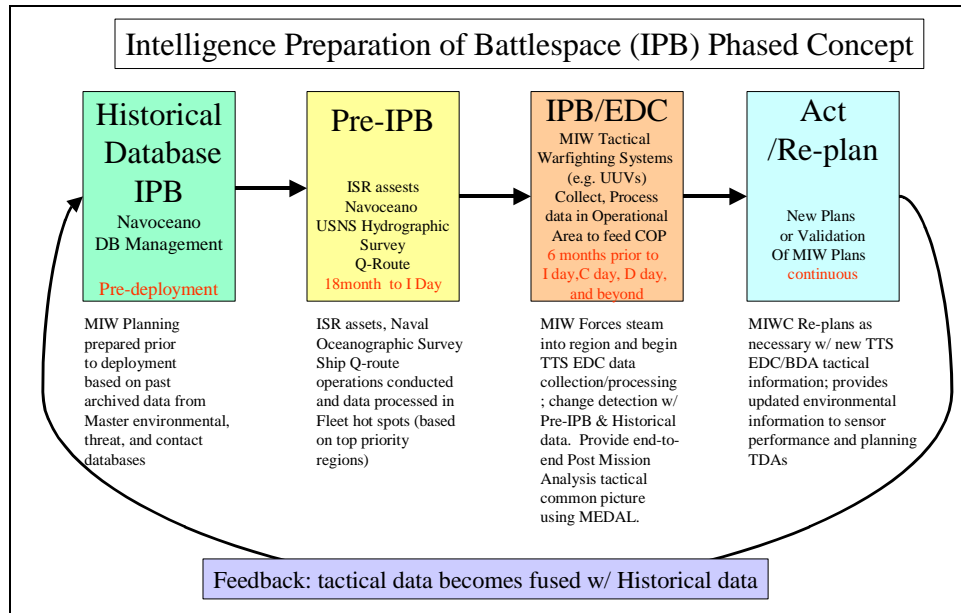 Intelligence Preparation of Battlespace (IPB) Phased Concept
Historical
Database
IPB
Navoceano
DB Management
Pre-deployment
MIW Planning
prepared prior
to deployment
based on past
archived data from
Master environmental,
threat, and contact
databases
Pre-IPB
ISR assests
Navoceano
USNS Hydrographic
Survey
Q-Route
18month to I Day
ISR assets, Naval
Oceanographic Survey
Ship Q-route
operations conducted
and data processed in
Fleet hot spots (based
on top priority
regions)
IPB/EDC
MIW Tactical
Warfighting Systems
(e.g. UUVs)
Collect, Process
data in Operational
Area to feed COP
6 months prior to
I day,C day, D day,
and beyond
MIW Forces steam
into region and begin
TTS EDC data
collection/processing
; change detection w/
Pre-IPB & Historical
data. Provide end-to-
end Post Mission
Analysis tactical
common picture
using MEDAL.
Act
/Re-plan
New Plans
or Validation
Of MIW Plans
continuous
MIWC Re-plans as
necessary w/ new TTS
EDC/BDA tactical
information; provides
updated environmental
information to sensor
performance and planning
TDAs
Feedback: tactical data becomes fused w/ Historical data